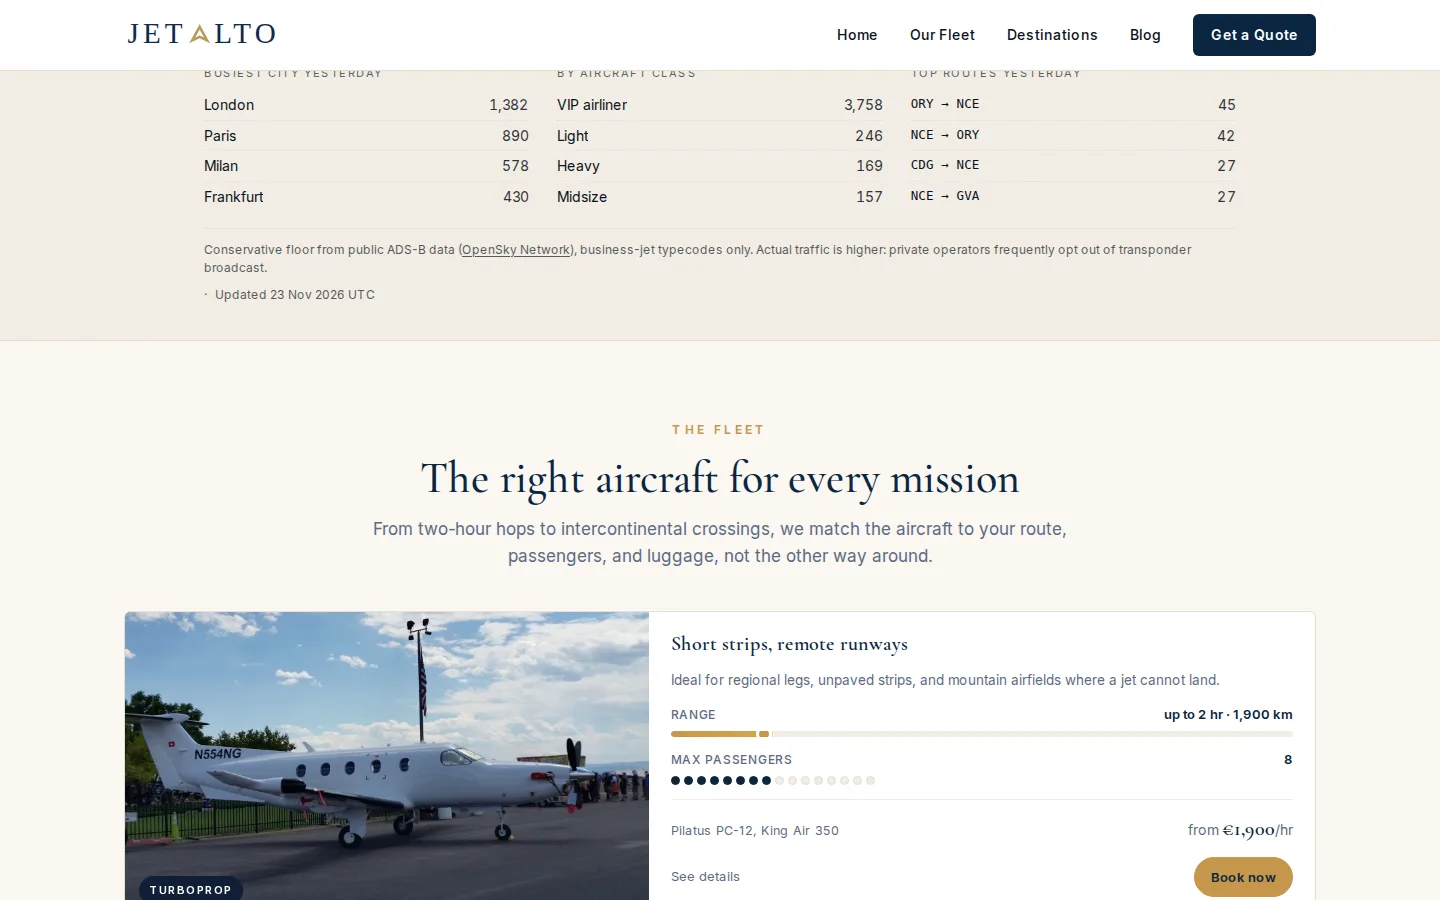 JETALTO
Home
Our Fleet
Destinations
Blog
Get a Quote
BUSIEST CITY YESTERDAY
London 1,382
Paris 890
Milan 578
Frankfurt 430
BY AIRCRAFT CLASS
VIP airliner 3,758
Light 246
Heavy 169
Midsize 157
TOP ROUTES YESTERDAY
ORY → NCE 45
NCE → ORY 42
CDG → NCE 27
NCE → GVA 27
Conservative floor from public ADS-B data (OpenSky Network), business-jet typecodes only. Actual traffic is higher: private operators frequently opt out of transponder
broadcast.
· Updated 23 Nov 2026 UTC
THE FLEET
The right aircraft for every mission
From two-hour hops to intercontinental crossings, we match the aircraft to your route,
passengers, and luggage, not the other way around.
N554NG
TURBOPROP
Short strips, remote runways
Ideal for regional legs, unpaved strips, and mountain airfields where a jet cannot land.
RANGE up to 2 hr · 1,900 km
MAX PASSENGERS 8
Pilatus PC-12, King Air 350 from €1,900/hr
See details Book now